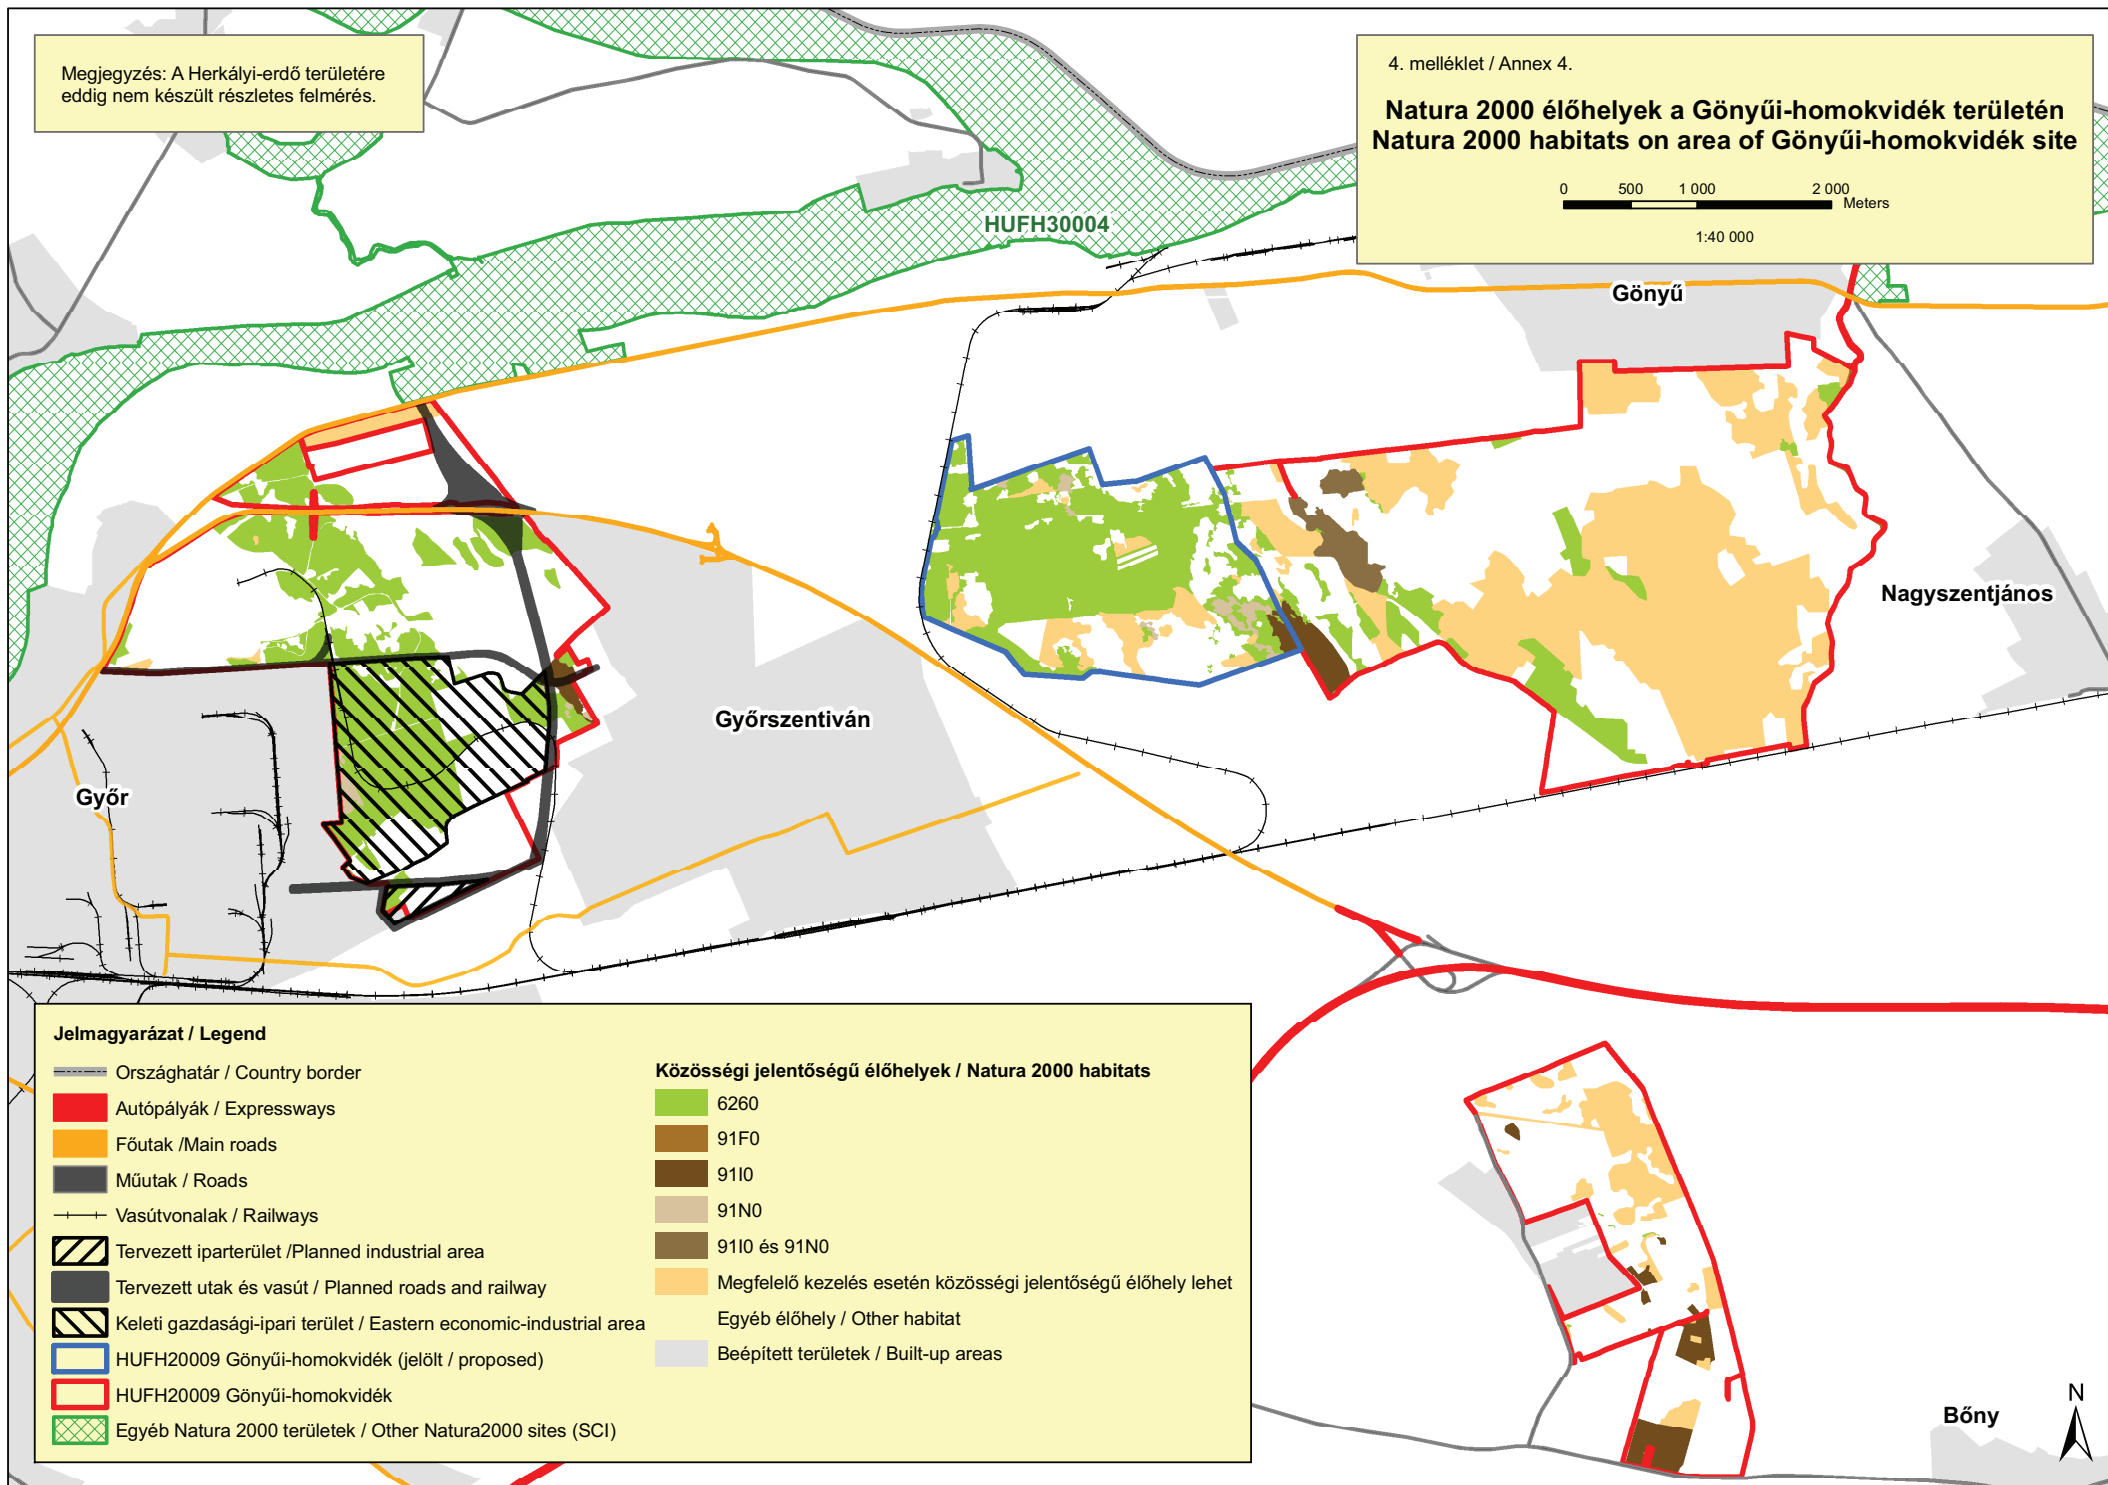 Megjegyzés: A Herkályi-erdő területére
eddig nem készült részletes felmérés.
4. melléklet / Annex 4.
Natura 2000 élőhelyek a Gönyűi-homokvidék területén
Natura 2000 habitats on area of Gönyűi-homokvidék site
0 500 1 000 2 000
Meters
1:40 000
HUFH30004
Gönyű
Nagyszentjános
Győrszentiván
Győr
Bőny
N
Jelmagyarázat / Legend
Országhatár / Country border
Autópályák / Expressways
Főutak /Main roads
Műutak / Roads
Vasútvonalak / Railways
Tervezett iparterület /Planned industrial area
Tervezett utak és vasút / Planned roads and railway
Keleti gazdasági-ipari terület / Eastern economic-industrial area
HUFH20009 Gönyűi-homokvidék (jelölt / proposed)
HUFH20009 Gönyűi-homokvidék
Egyéb Natura 2000 területek / Other Natura2000 sites (SCI)
Közösségi jelentőségű élőhelyek / Natura 2000 habitats
6260
91F0
91I0
91N0
91I0 és 91N0
Megfelelő kezelés esetén közösségi jelentőségű élőhely lehet
Egyéb élőhely / Other habitat
Beépített területek / Built-up areas